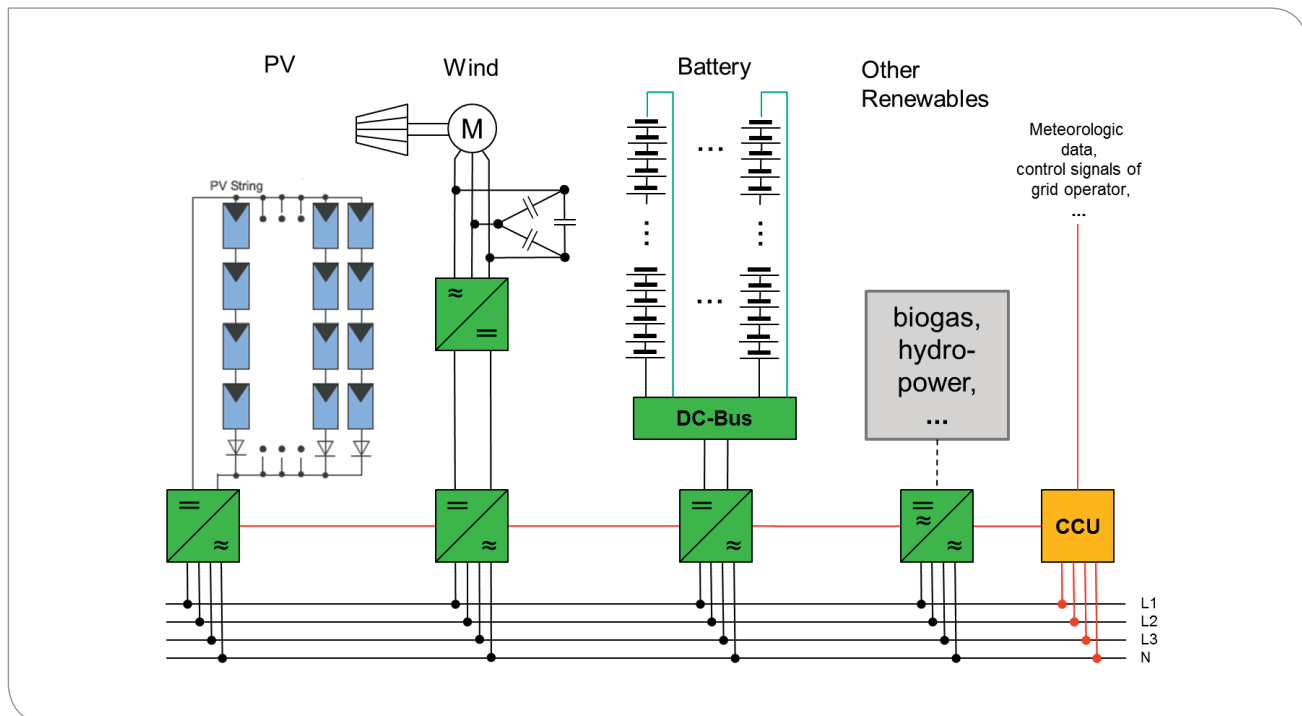 PV
Wind
Battery
Other
Renewables
Meteorologic
data,
control signals of
grid operator,
...
M
PV String
...
...
biogas,
hydro-
power,
...
DC-Bus
CCU
L1
L2
L3
N